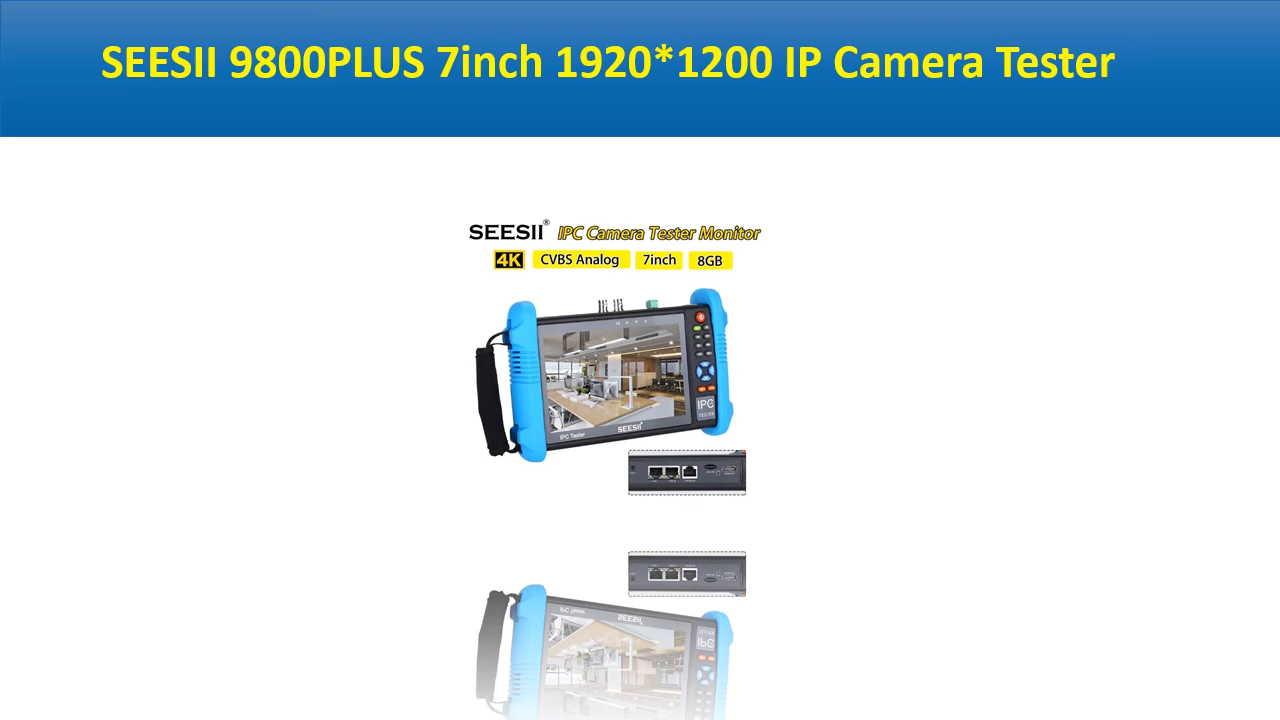 SEESII 9800PLUS 7inch 1920*1200 IP Camera Tester
SEESII® IPC Camera Tester Monitor
4K CVBS Analog 7inch 8GB
IPC
TESTER
SEESII
IPC Tester